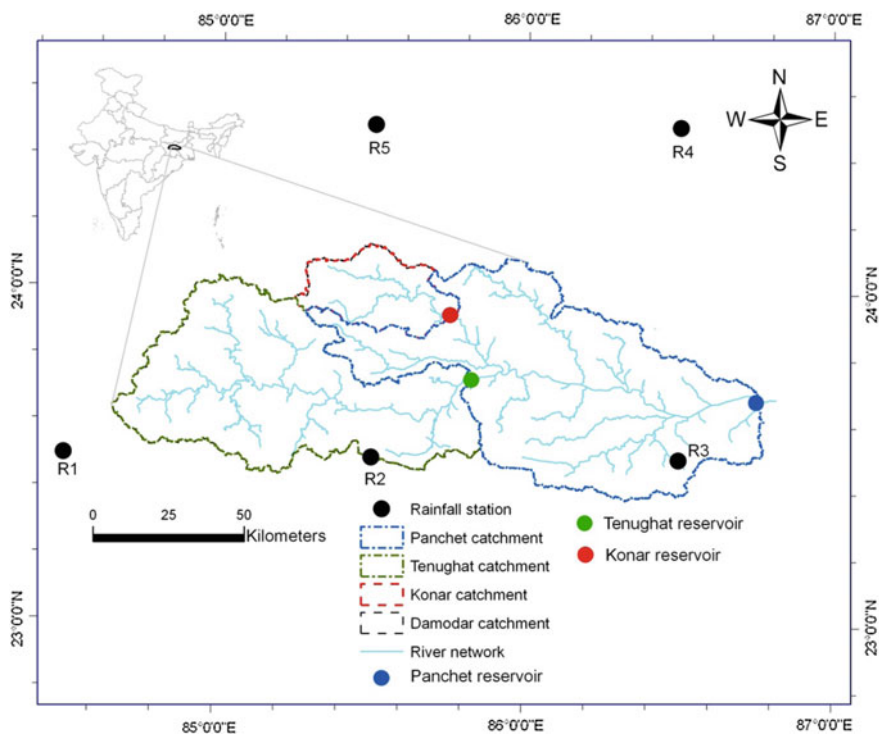 85°0'0"E 86°0'0"E 87°0'0"E
N
W E
S
R5
R4
24°0'0"N 24°0'0"N
R1
R2
R3
0 25 50
Kilometers
Rainfall station
Panchet catchment
Tenughat catchment
Konar catchment
Damodar catchment
River network
Panchet reservoir
Tenughat reservoir
Konar reservoir
23°0'0"N 23°0'0"N
85°0'0"E 86°0'0"E 87°0'0"E